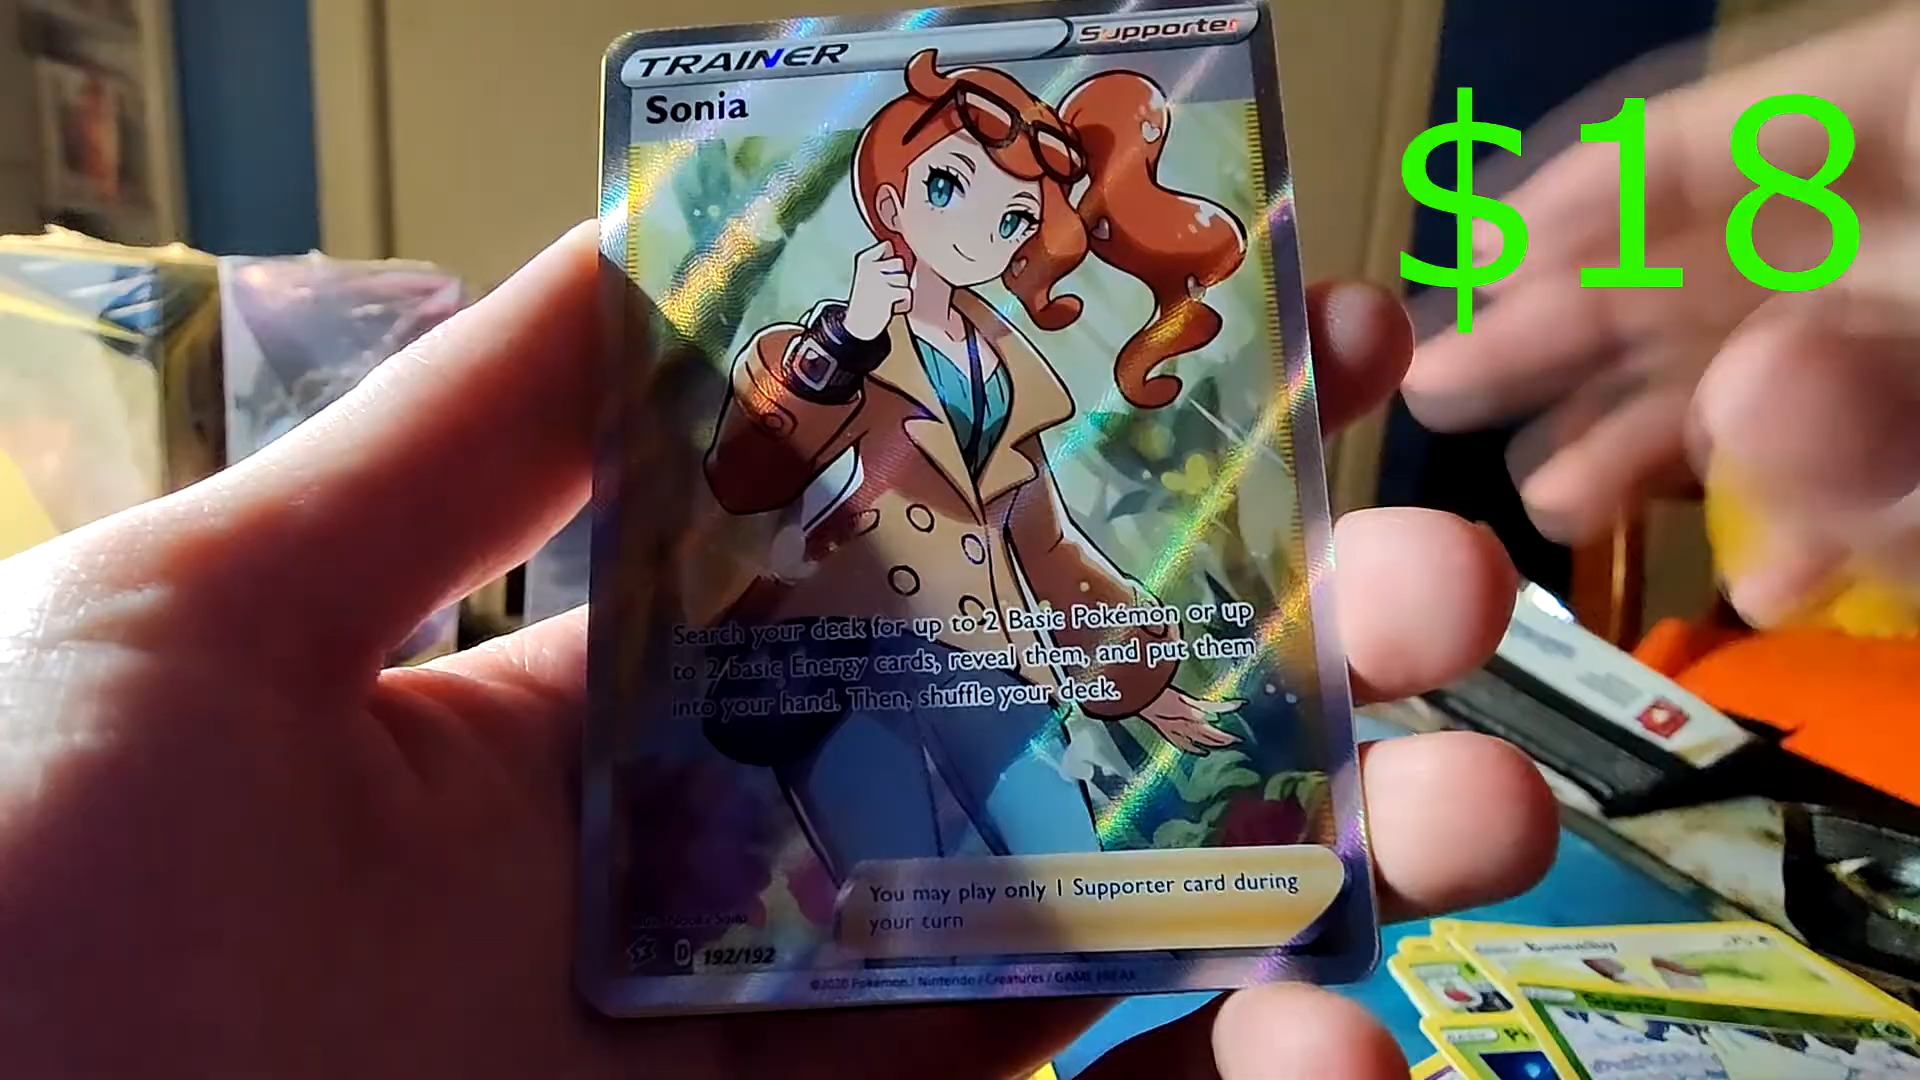 TRAINER
Supporter
Sonia
$18
Search your deck for up to 2 Basic Pokémon or up
to 2 basic Energy cards, reveal them, and put them
into your hand. Then, shuffle your deck.
You may play only 1 Supporter card during
your turn
D 192/192
©2020 Pokémon / Nintendo / Creatures / GAME FREAK